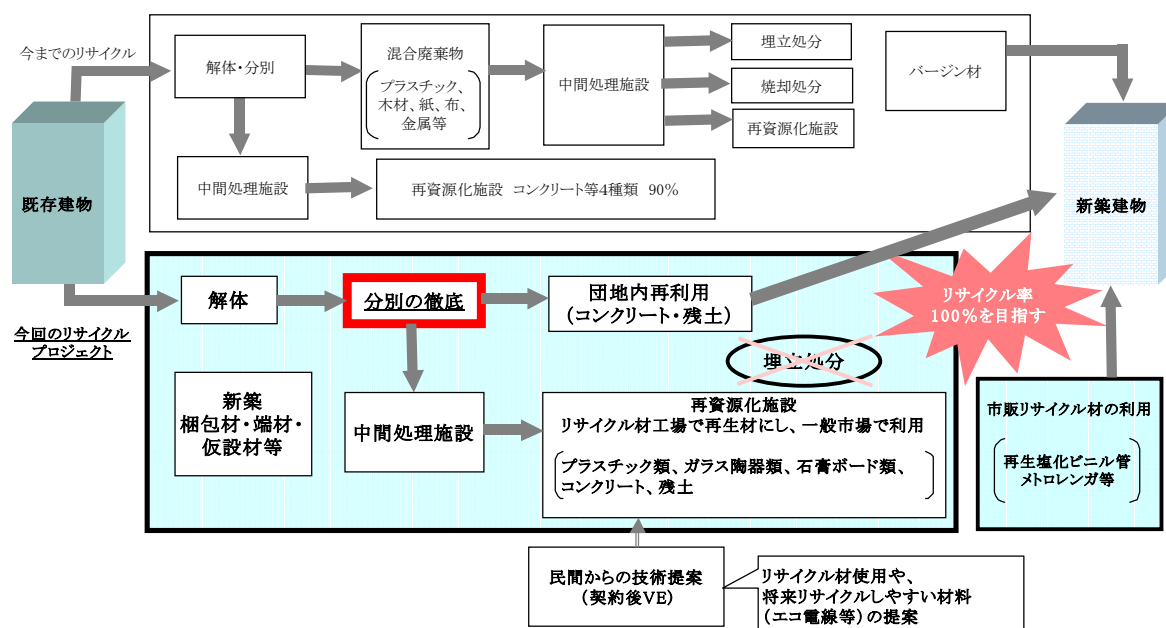 今までのリサイクル
解体・分別
混合廃棄物
プラスチック、
木材、紙、布、
金属等
中間処理施設
埋立処分
焼却処分
再資源化施設
バージン材
中間処理施設
再資源化施設 コンクリート等4種類 90%
既存建物
新築建物
今回のリサイクル
プロジェクト
解体
分別の徹底
団地内再利用
（コンクリート・残土）
リサイクル率
100%を目指す
埋立処分
新築
梱包材・端材・
仮設材等
中間処理施設
再資源化施設
リサイクル材工場で再生材にし、一般市場で利用
プラスチック類、ガラス陶器類、石膏ボード類、
コンクリート、残土
市販リサイクル材の利用
再生塩化ビニル管
メトロレンガ等
民間からの技術提案
（契約後VE）
リサイクル材使用や、
将来リサイクルしやすい材料
（エコ電線等）の提案